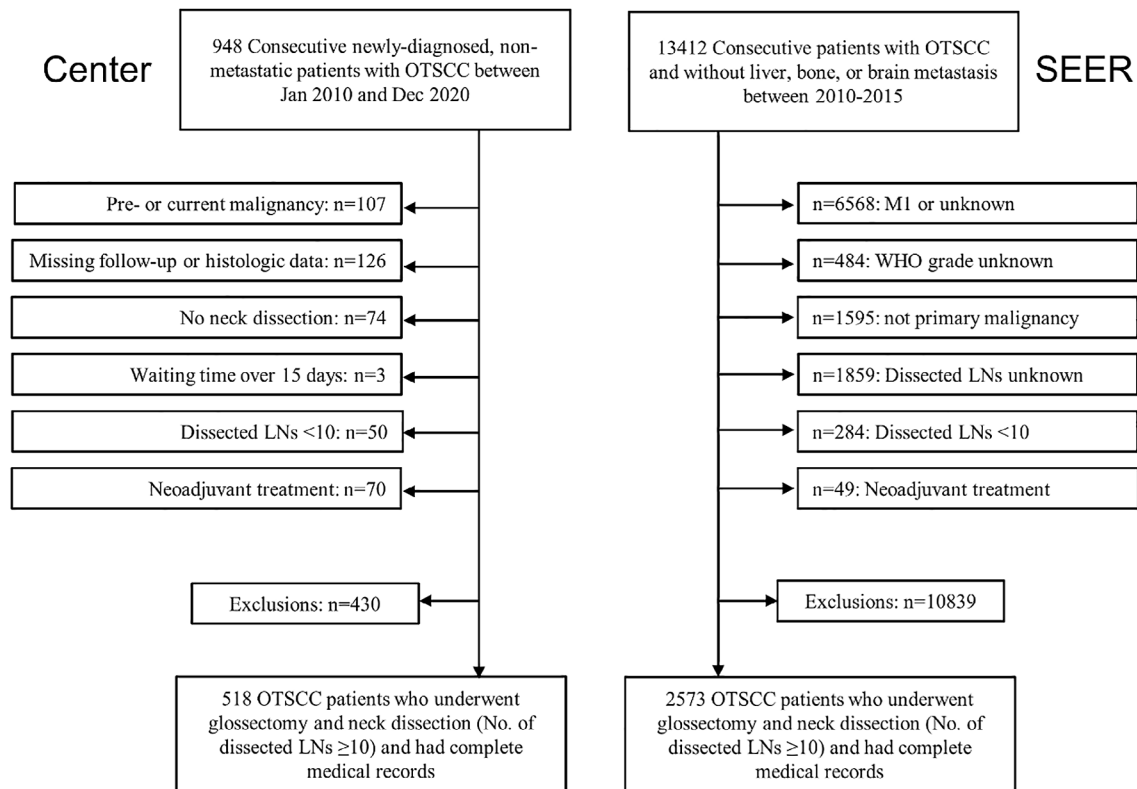 Center
948 Consecutive newly-diagnosed, non-
metastatic patients with OTSCC between
Jan 2010 and Dec 2020
Pre- or current malignancy: n=107
Missing follow-up or histologic data: n=126
No neck dissection: n=74
Waiting time over 15 days: n=3
Dissected LNs <10: n=50
Neoadjuvant treatment: n=70
Exclusions: n=430
518 OTSCC patients who underwent
glossectomy and neck dissection (No. of
dissected LNs ≥10) and had complete
medical records
SEER
13412 Consecutive patients with OTSCC
and without liver, bone, or brain metastasis
between 2010-2015
n=6568: M1 or unknown
n=484: WHO grade unknown
n=1595: not primary malignancy
n=1859: Dissected LNs unknown
n=284: Dissected LNs <10
n=49: Neoadjuvant treatment
Exclusions: n=10839
2573 OTSCC patients who underwent
glossectomy and neck dissection (No. of
dissected LNs ≥10) and had complete
medical records